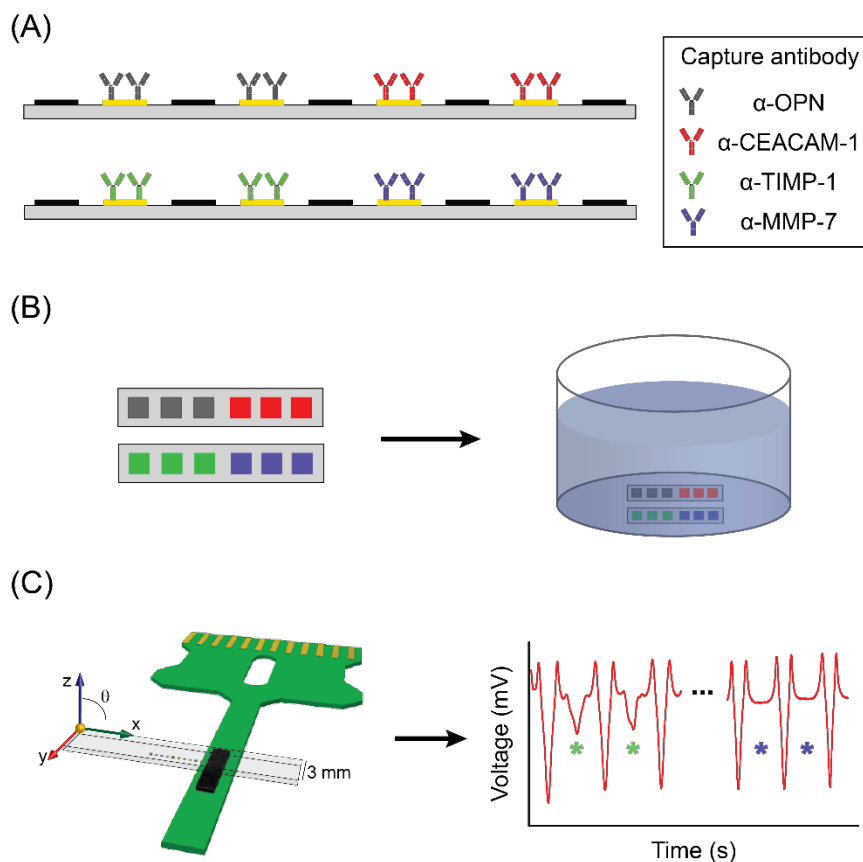 (A)
Capture antibody
α-OPN
α-CEACAM-1
α-TIMP-1
α-MMP-7
(B)
(C)
z
θ
x
y
3 mm
Voltage (mV)
...
* * * *
Time (s)